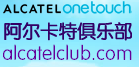 ALCATEL onetouch
阿尔卡特俱乐部
alcatelclub.com